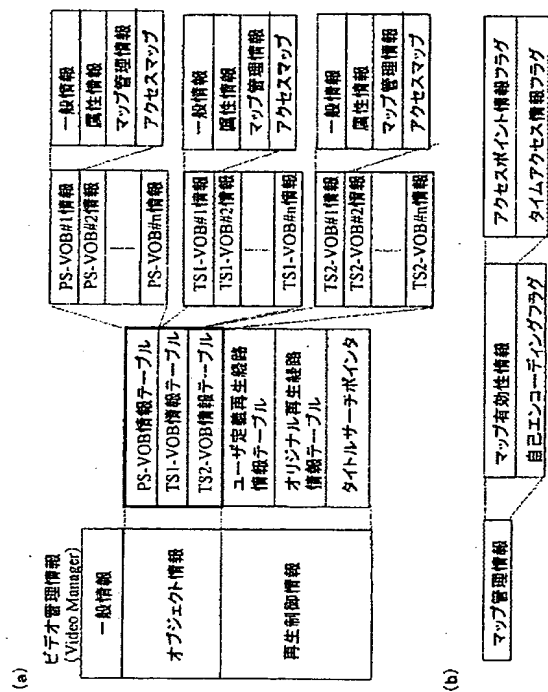 (a)
ビデオ管理情報
(Video Manager)
一般情報
オブジェクト情報
再生制御情報
PS-VOB情報テーブル
TS1-VOB情報テーブル
TS2-VOB情報テーブル
ユーザ定義再生経路
情報テーブル
オリジナル再生経路
情報テーブル
タイトルサーチポインタ
PS-VOB#1情報
PS-VOB#2情報
PS-VOB#n情報
TS1-VOB#1情報
TS1-VOB#2情報
TS1-VOB#n情報
TS2-VOB#1情報
TS2-VOB#2情報
TS2-VOB#n情報
一般情報
属性情報
マップ管理情報
アクセスマップ
一般情報
属性情報
マップ管理情報
アクセスマップ
一般情報
属性情報
マップ管理情報
アクセスマップ
(b)
マップ管理情報
マップ有効性情報
自己エンコーディングフラグ
アクセスポイント情報フラグ
タイムアクセス情報フラグ